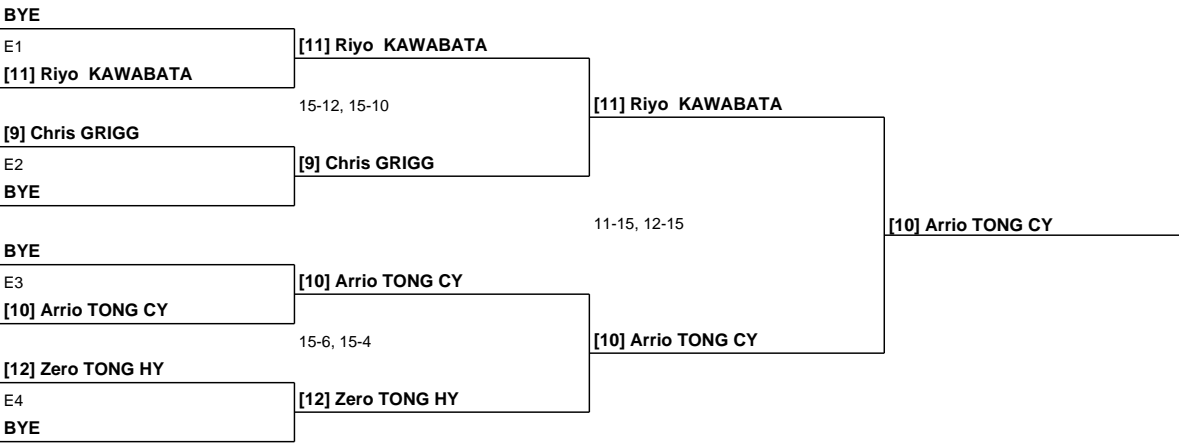 BYE
E1
[11] Riyo KAWABATA
[11] Riyo KAWABATA
15-12, 15-10
[11] Riyo KAWABATA
[9] Chris GRIGG
E2
[9] Chris GRIGG
BYE
11-15, 12-15
[10] Arrio TONG CY
BYE
E3
[10] Arrio TONG CY
[10] Arrio TONG CY
15-6, 15-4
[10] Arrio TONG CY
[12] Zero TONG HY
E4
[12] Zero TONG HY
BYE